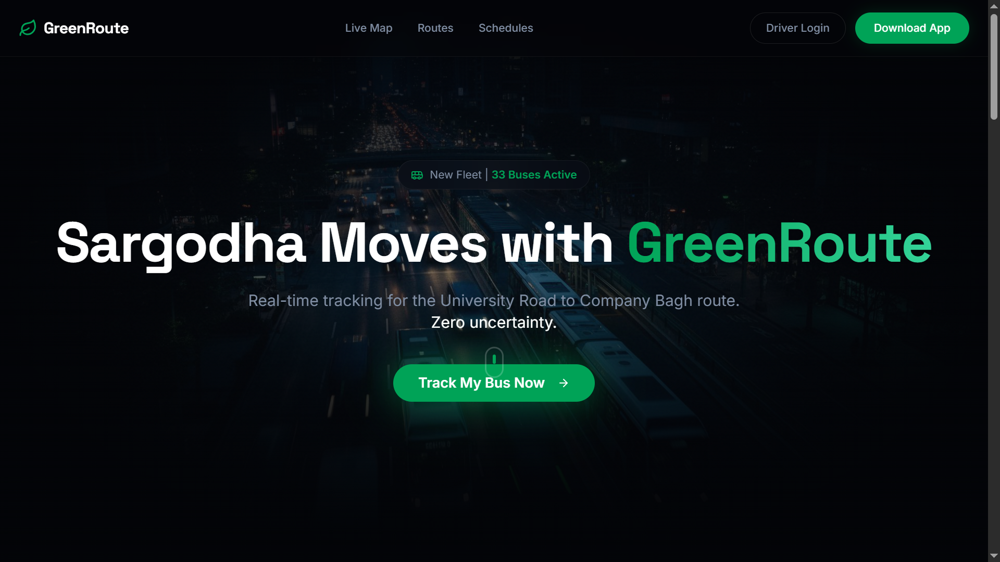 GreenRoute
Live Map
Routes
Schedules
Driver Login
Download App
New Fleet | 33 Buses Active
Sargodha Moves with GreenRoute
Real-time tracking for the University Road to Company Bagh route.
Zero uncertainty.
Track My Bus Now